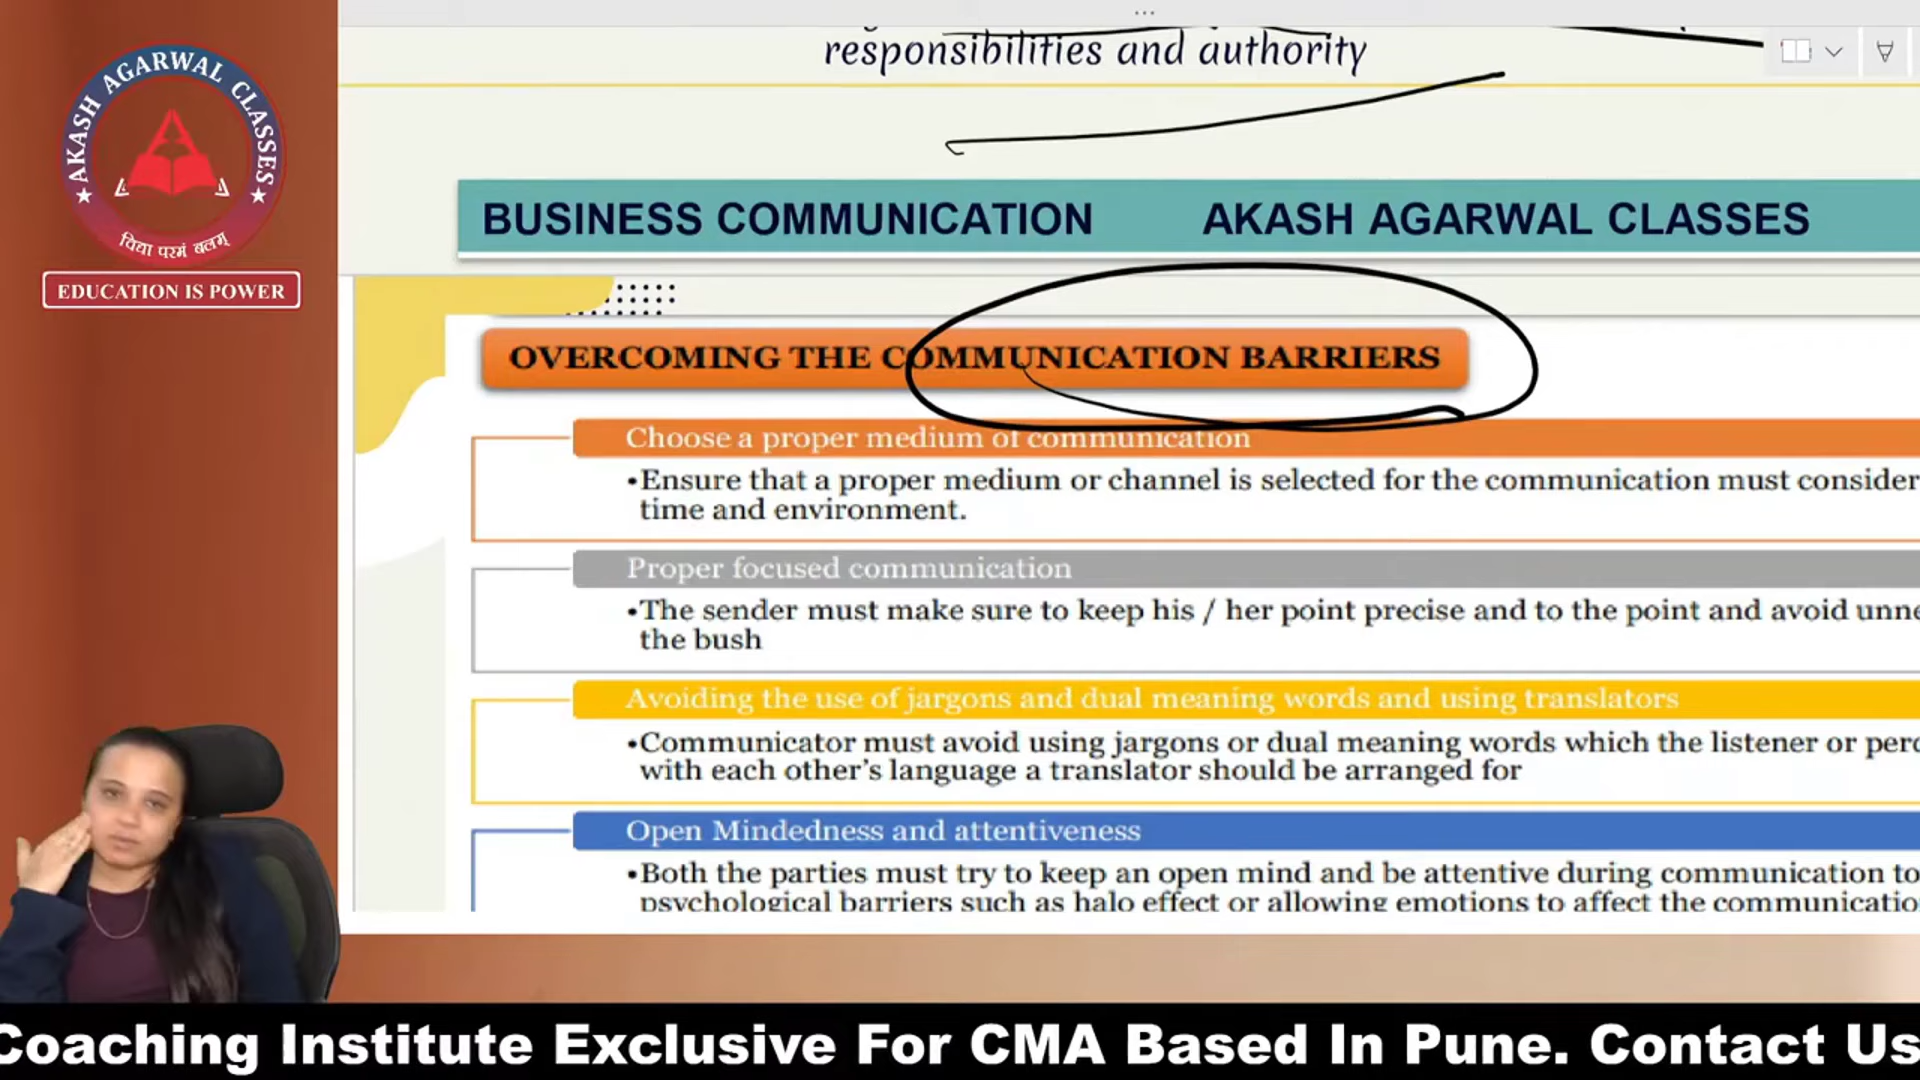 responsibilities and authority
AKASH AGARWAL CLASSES
विद्या परमं बलम्
EDUCATION IS POWER
BUSINESS COMMUNICATION AKASH AGARWAL CLASSES
OVERCOMING THE COMMUNICATION BARRIERS
Choose a proper medium of communication
•Ensure that a proper medium or channel is selected for the communication must consider
time and environment.
Proper focused communication
•The sender must make sure to keep his / her point precise and to the point and avoid
the bush
Avoiding the use of jargons and dual meaning words and using translators
•Communicator must avoid using jargons or dual meaning words which the listener or
with each other's language a translator should be arranged for
Open Mindedness and attentiveness
•Both the parties must try to keep an open mind and be attentive during communication to
psychological barriers such as halo effect or allowing emotions to affect the
Coaching Institute Exclusive For CMA Based In Pune. Contact Us